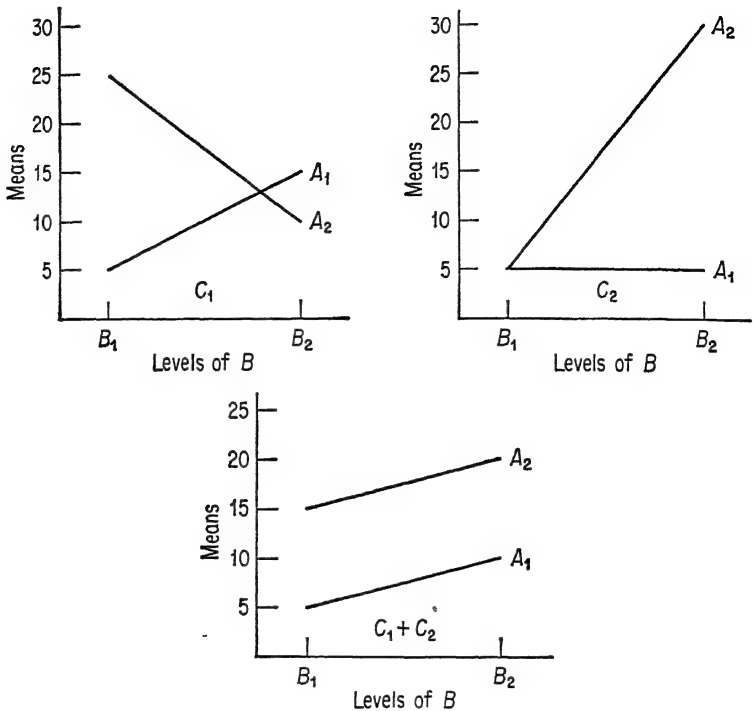 30
25
20
15
10
5
Means
A₁
A₂
C₁
B₁
B₂
Levels of B
30
25
30
20
15
10
5
Means
A₂
A₁
C₂
B₁
B₂
Levels of B
25
20
15
10
5
Means
A₂
A₁
C₁ + C₂
B₁
B₂
Levels of B